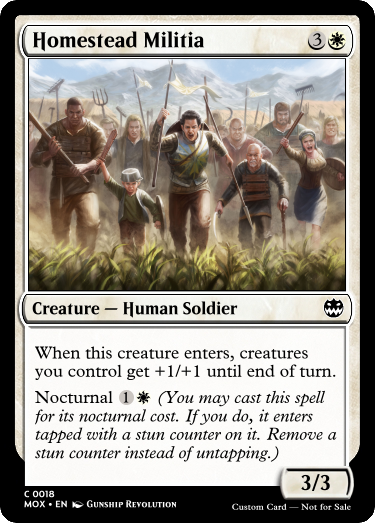 Homestead Militia 3
Creature — Human Soldier
When this creature enters, creatures
you control get +1/+1 until end of turn.
Nocturnal 1 (You may cast this spell
for its nocturnal cost. If you do, it enters
tapped with a stun counter on it. Remove a
stun counter instead of untapping.)
3/3
C 0018
MOX • EN Gunship Revolution
Custom Card — Not for Sale